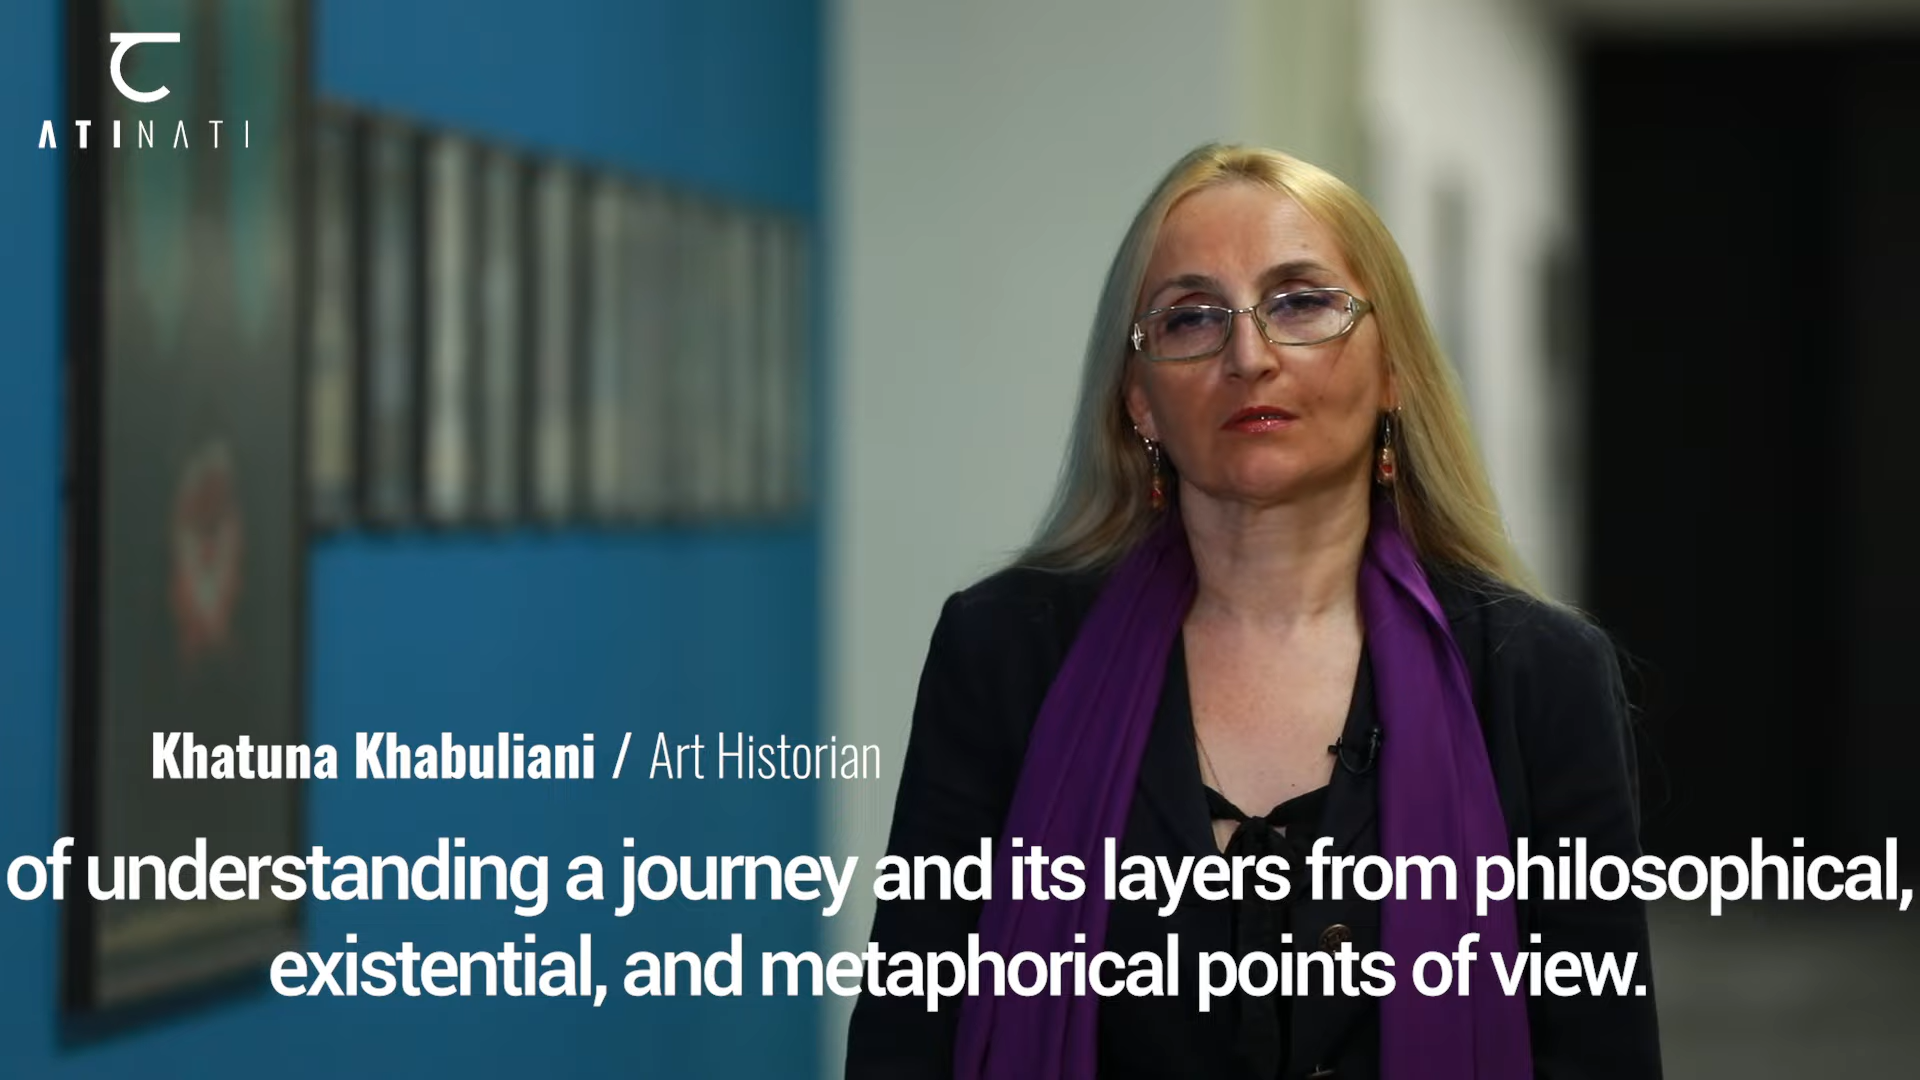 ATINATI
Khatuna Khabuliani / Art Historian
of understanding a journey and its layers from philosophical,
existential, and metaphorical points of view.